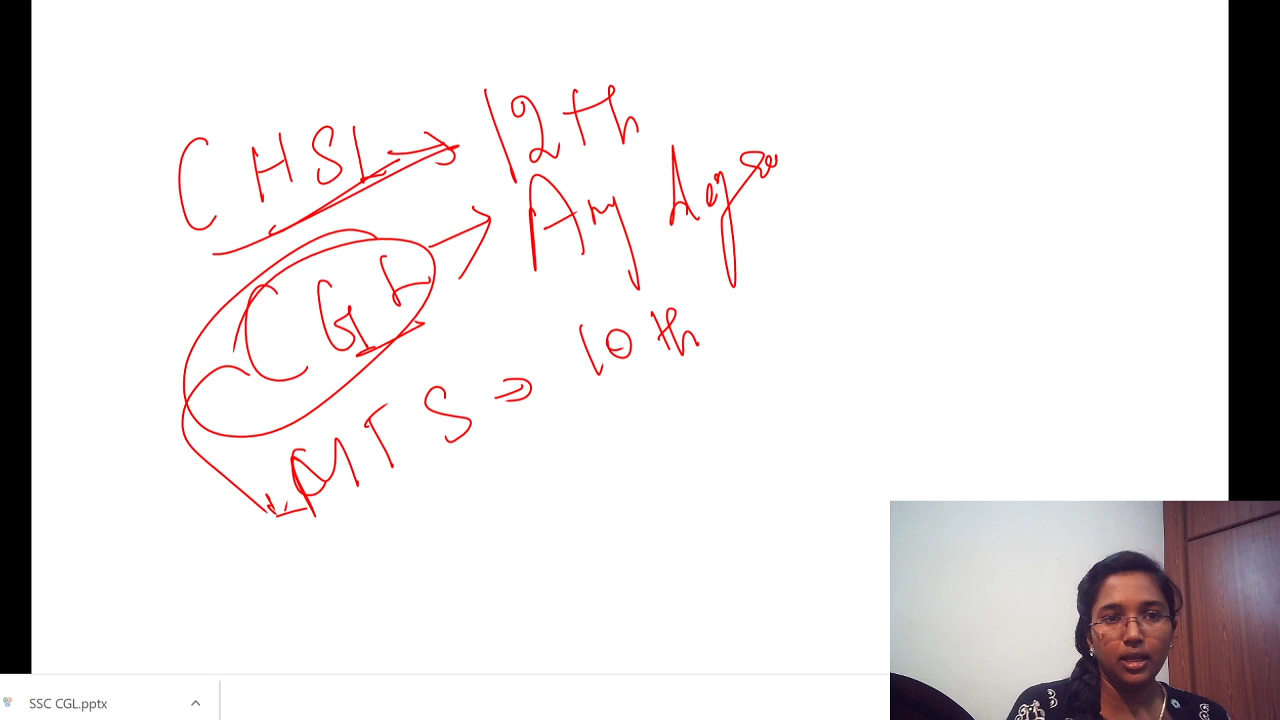 CHSL → 12th
CGL → Any degree
MTS ⇒ 10th
SSC CGL.pptx